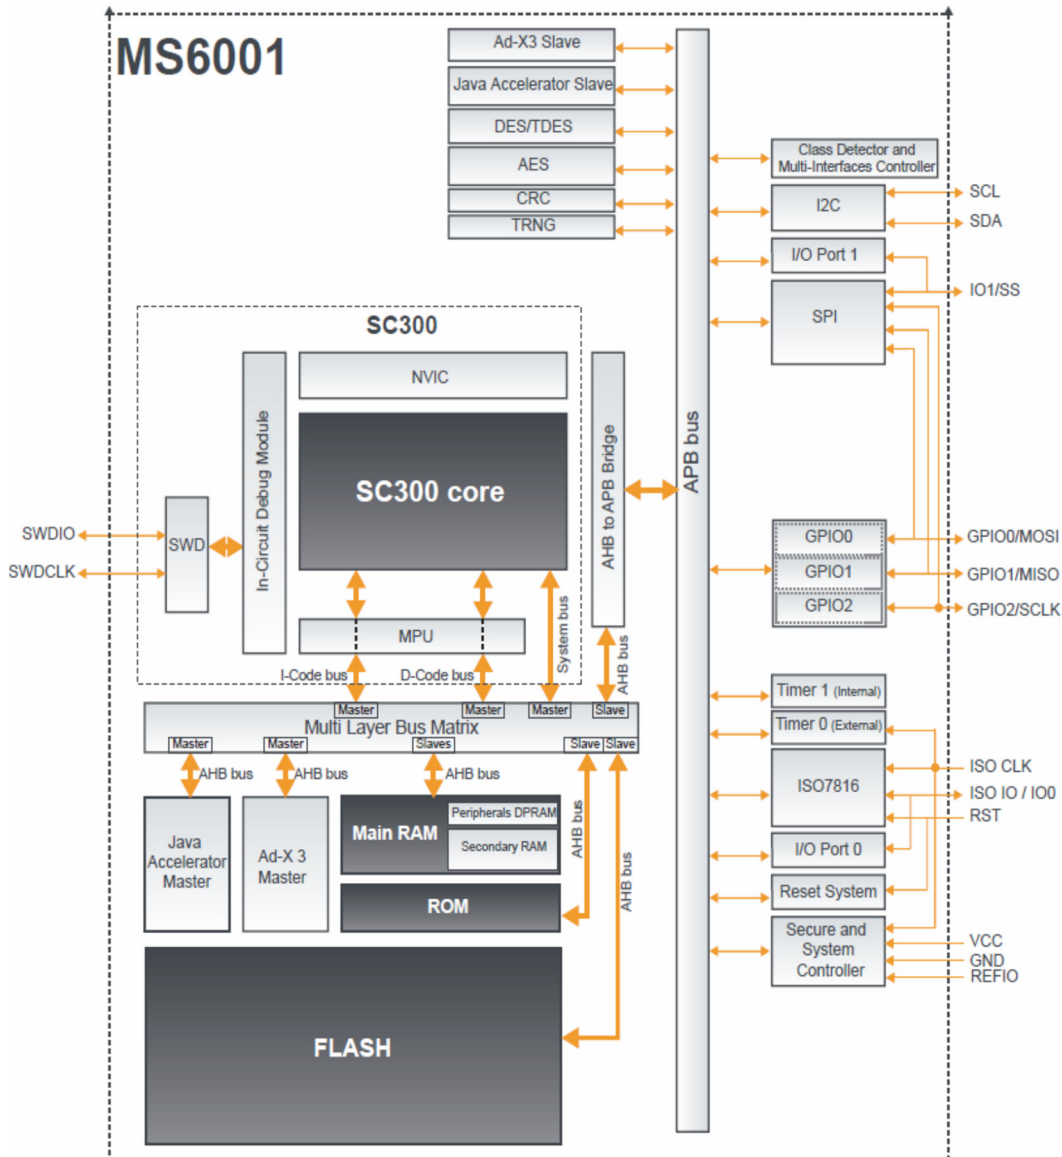 MS6001
Ad-X3 Slave
Java Accelerator Slave
DES/TDES
AES
CRC
TRNG
APB bus
Class Detector and
Multi-Interfaces Controller
I2C
SCL
SDA
I/O Port 1
IO1/SS
SPI
SC300
NVIC
In-Circuit Debug Module
SC300 core
AHB to APB Bridge
SWD
SWDIO
SWDCLK
MPU
I-Code bus
D-Code bus
System bus
AHB bus
GPIO0
GPIO1
GPIO2
GPIO0/MOSI
GPIO1/MISO
GPIO2/SCLK
Master
Master
Master
Slave
Multi Layer Bus Matrix
Master
Master
Slaves
Slave
Slave
AHB bus
AHB bus
AHB bus
AHB bus
AHB bus
Java
Accelerator
Master
Ad-X 3
Master
Main RAM
Peripherals DPRAM
Secondary RAM
ROM
FLASH
Timer 1 (Internal)
Timer 0 (External)
ISO7816
ISO CLK
ISO IO / IO0
RST
I/O Port 0
Reset System
Secure and
System
Controller
VCC
GND
REFIO